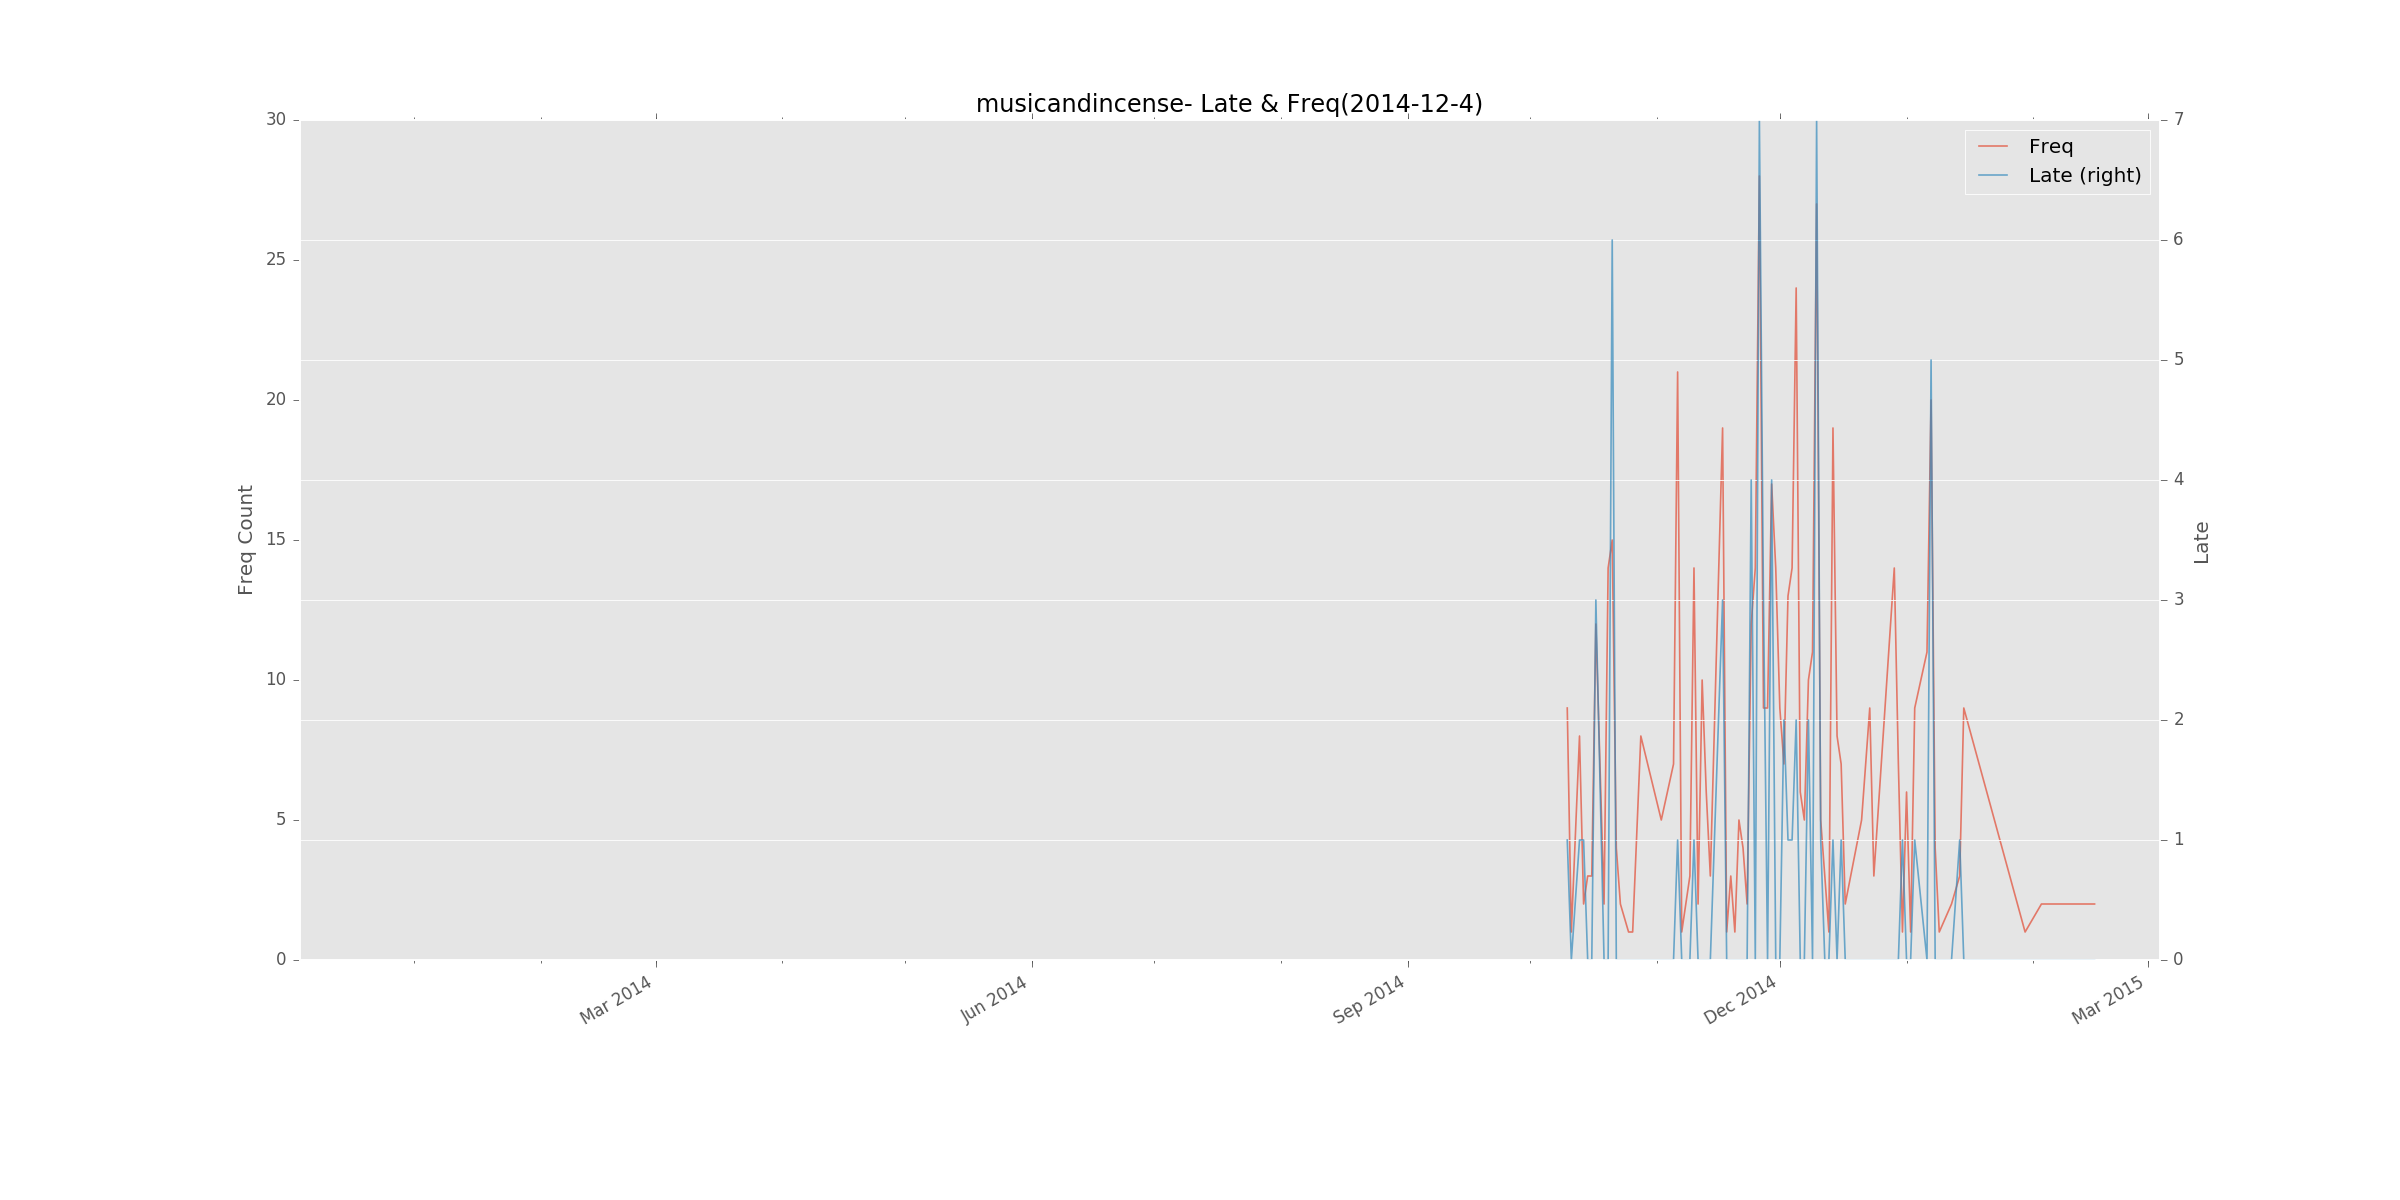 musicandincense- Late & Freq(2014-12-4)
30
25
20
15
10
5
0
Freq Count
7
6
5
4
3
2
1
0
Late
Freq
Late (right)
Mar 2014
Jun 2014
Sep 2014
Dec 2014
Mar 2015